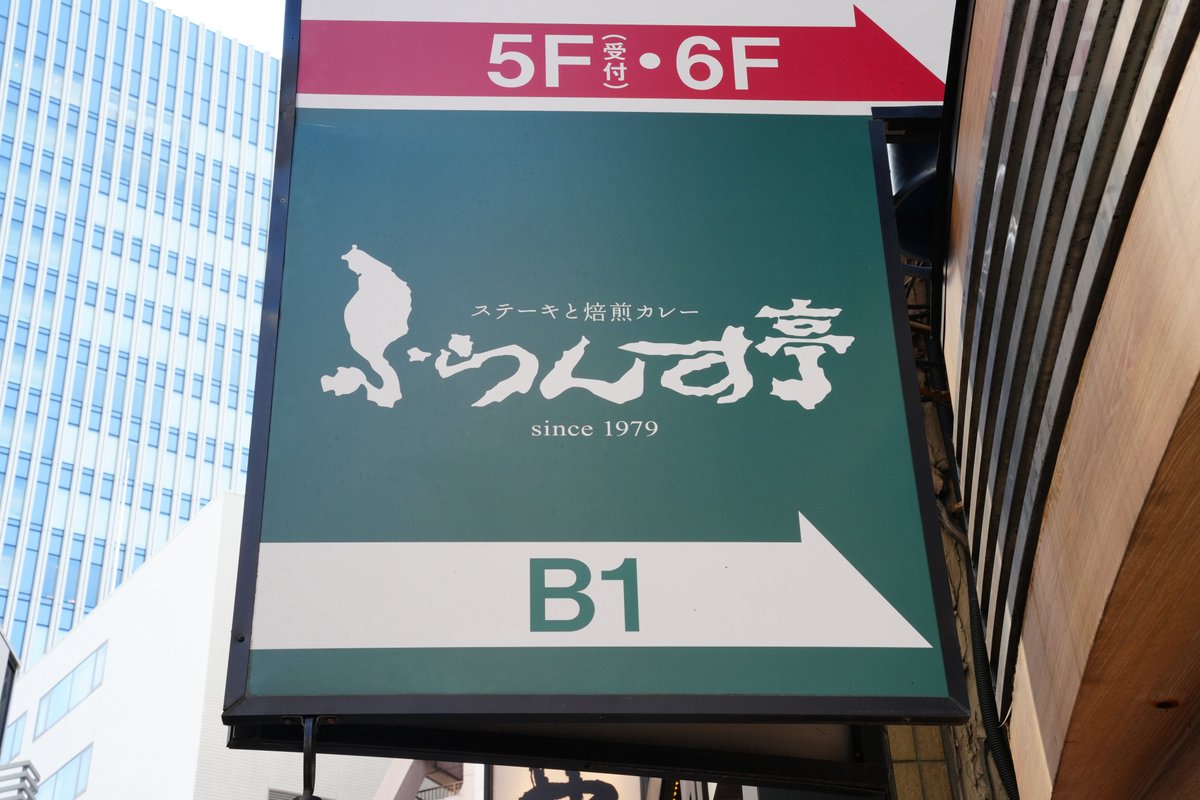 5F(受付)・6F
ステーキと焙煎カレー
ふらんす亭
since 1979
B1